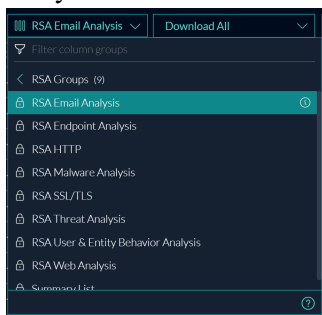 RSA Email Analysis Download All
Filter column groups
RSA Groups (9)
RSA Email Analysis
RSA Endpoint Analysis
RSA HTTP
RSA Malware Analysis
RSA SSL/TLS
RSA Threat Analysis
RSA User & Entity Behavior Analysis
RSA Web Analysis
Summary List